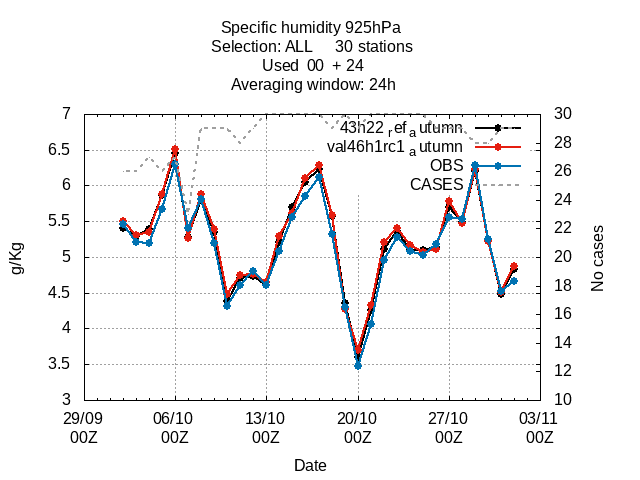 Specific humidity 925hPa
Selection: ALL 30 stations
Used 00 + 24
Averaging window: 24h
43h22_ref_autumn
val46h1rc1_autumn
OBS
CASES
7
6.5
6
5.5
5
4.5
4
3.5
3
g/Kg
30
28
26
24
22
20
18
16
14
12
10
No cases
29/09 06/10 13/10 20/10 27/10 03/11
00Z 00Z 00Z 00Z 00Z 00Z
Date